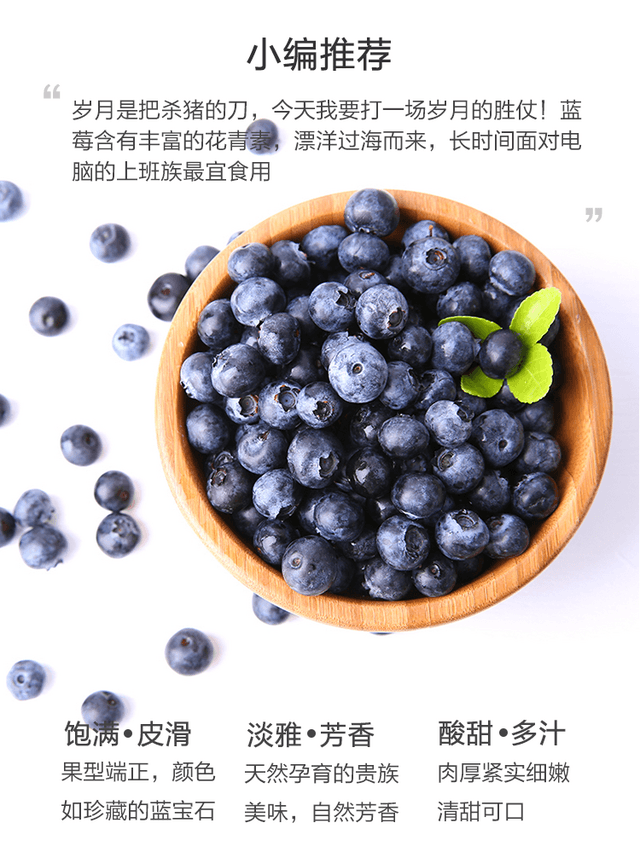 小编推荐
“
岁月是把杀猪的刀，今天我要打一场岁月的胜仗！蓝
莓含有丰富的花青素，漂洋过海而来，长时间面对电
脑的上班族最宜食用
”
饱满•皮滑
果型端正，颜色
如珍藏的蓝宝石
淡雅•芳香
天然孕育的贵族
美味，自然芳香
酸甜•多汁
肉厚紧实细嫩
清甜可口